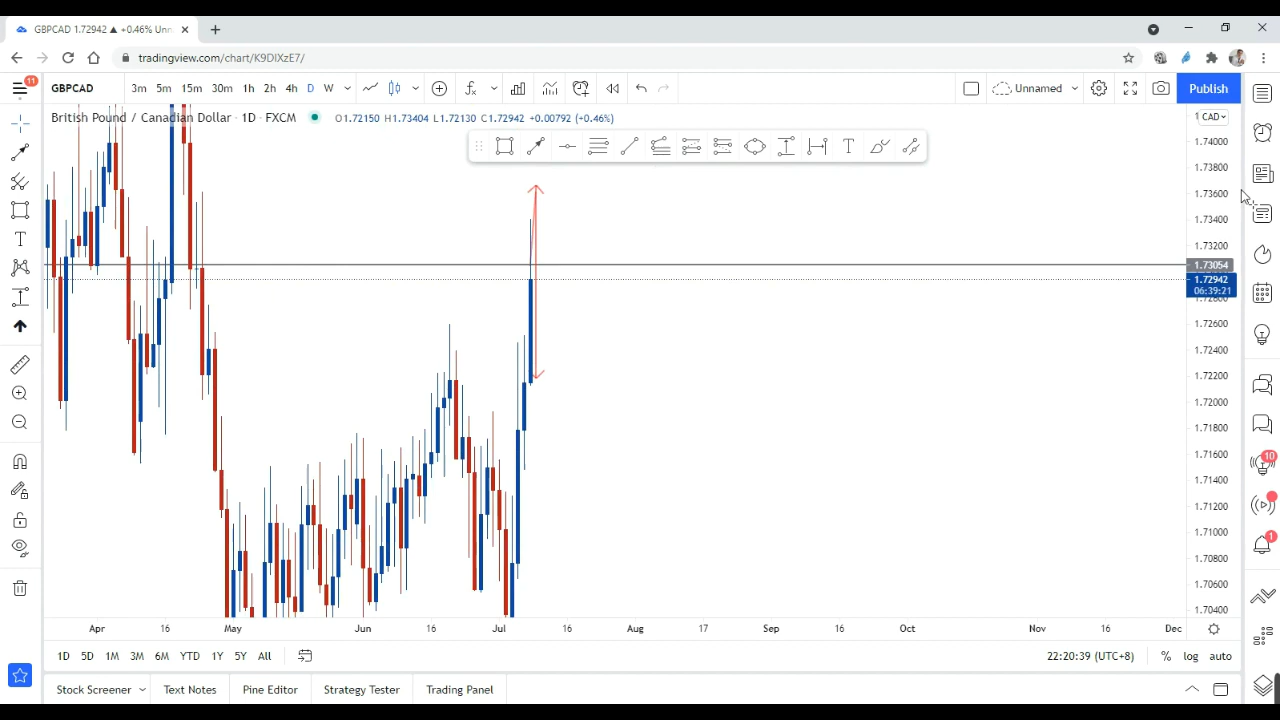 GBPCAD 1.72942 ▲ +0.46% Unn
tradingview.com/chart/K9DIXzE7/
11
GBPCAD
3m 5m 15m 30m 1h 2h 4h D W
Unnamed
Publish
British Pound / Canadian Dollar · 1D · FXCM
O1.72150 H1.73404 L1.72130 C1.72942 +0.00792 (+0.46%)
CAD
1.74000
1.73800
1.73600
1.73400
1.73200
1.73054
1.72942
06:39:21
1.72800
1.72600
1.72400
1.72200
1.72000
1.71800
1.71600
1.71400
1.71200
1.71000
1.70800
1.70600
1.70400
10
1
Apr 16 May Jun 16 Jul 16 Aug 17 Sep 16 Oct Nov 16 Dec
1D 5D 1M 3M 6M YTD 1Y 5Y All
22:20:39 (UTC+8) % log auto
Stock Screener Text Notes Pine Editor Strategy Tester Trading Panel